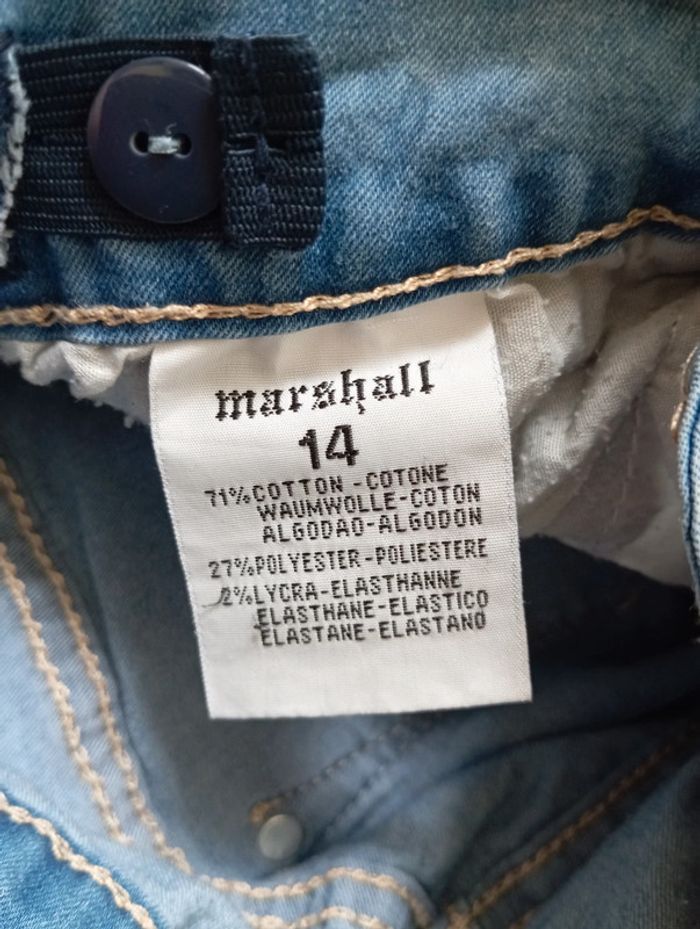 marshall
14
71% COTTON-COTONE
WAUMWOLLE-COTON
ALGODAO-ALGODON
27% POLYESTER-POLIESTERE
2% LYCRA-ELASTHANNE
ELASTHANE-ELASTICO
ELASTANE-ELASTANO